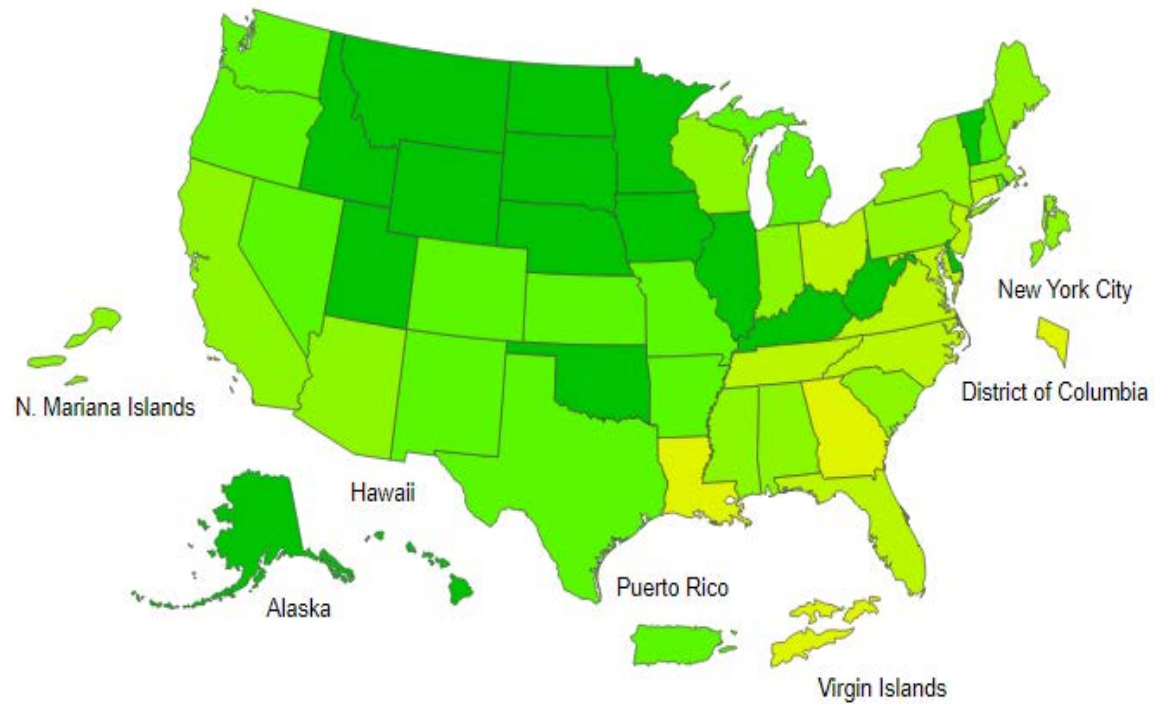 New York City
District of Columbia
N. Mariana Islands
Hawaii
Puerto Rico
Alaska
Virgin Islands